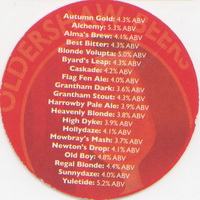 Autumn Gold: 4.3% ABV
Alchemy: 5.3% ABV
Alma's Brew: 4.1% ABV
Best Bitter: 4.3% ABV
Blonde Volupta: 5.0% ABV
Byard's Leap: 4.3% ABV
Caskade: 4.2% ABV
Flag Fen Ale: 4.0% ABV
Grantham Dark: 3.6% ABV
Grantham Stout: 4.3% ABV
Harrowby Pale Ale: 3.9% ABV
Heavenly Blonde: 3.8% ABV
High Dyke: 3.9% ABV
Hollydaze: 4.1% ABV
Mowbray's Mash: 3.7% ABV
Newton's Drop: 4.1% ABV
Old Boy: 4.8% ABV
Regal Blonde: 4.4% ABV
Sunnydaze: 4.0% ABV
Yuletide: 5.2% ABV